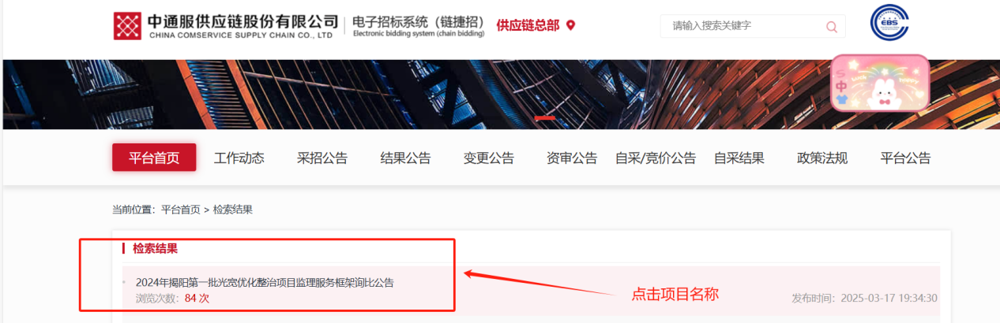 中通服供应链股份有限公司
CHINA COMSERVICE SUPPLY CHAIN CO., LTD
电子招标系统（链捷招）
Electronic bidding system (chain bidding)
供应链总部
请输入搜索关键字
EBS
S
中
luck
happy
平台首页 工作动态 采招公告 结果公告 变更公告 资审公告 自采/竞价公告 自采结果 政策法规 平台公告
当前位置：平台首页 > 检索结果
检索结果
2024年揭阳第一批光宽优化整治项目监理服务框架询比公告
浏览次数：84 次
点击项目名称
发布时间：2025-03-17 19:34:30